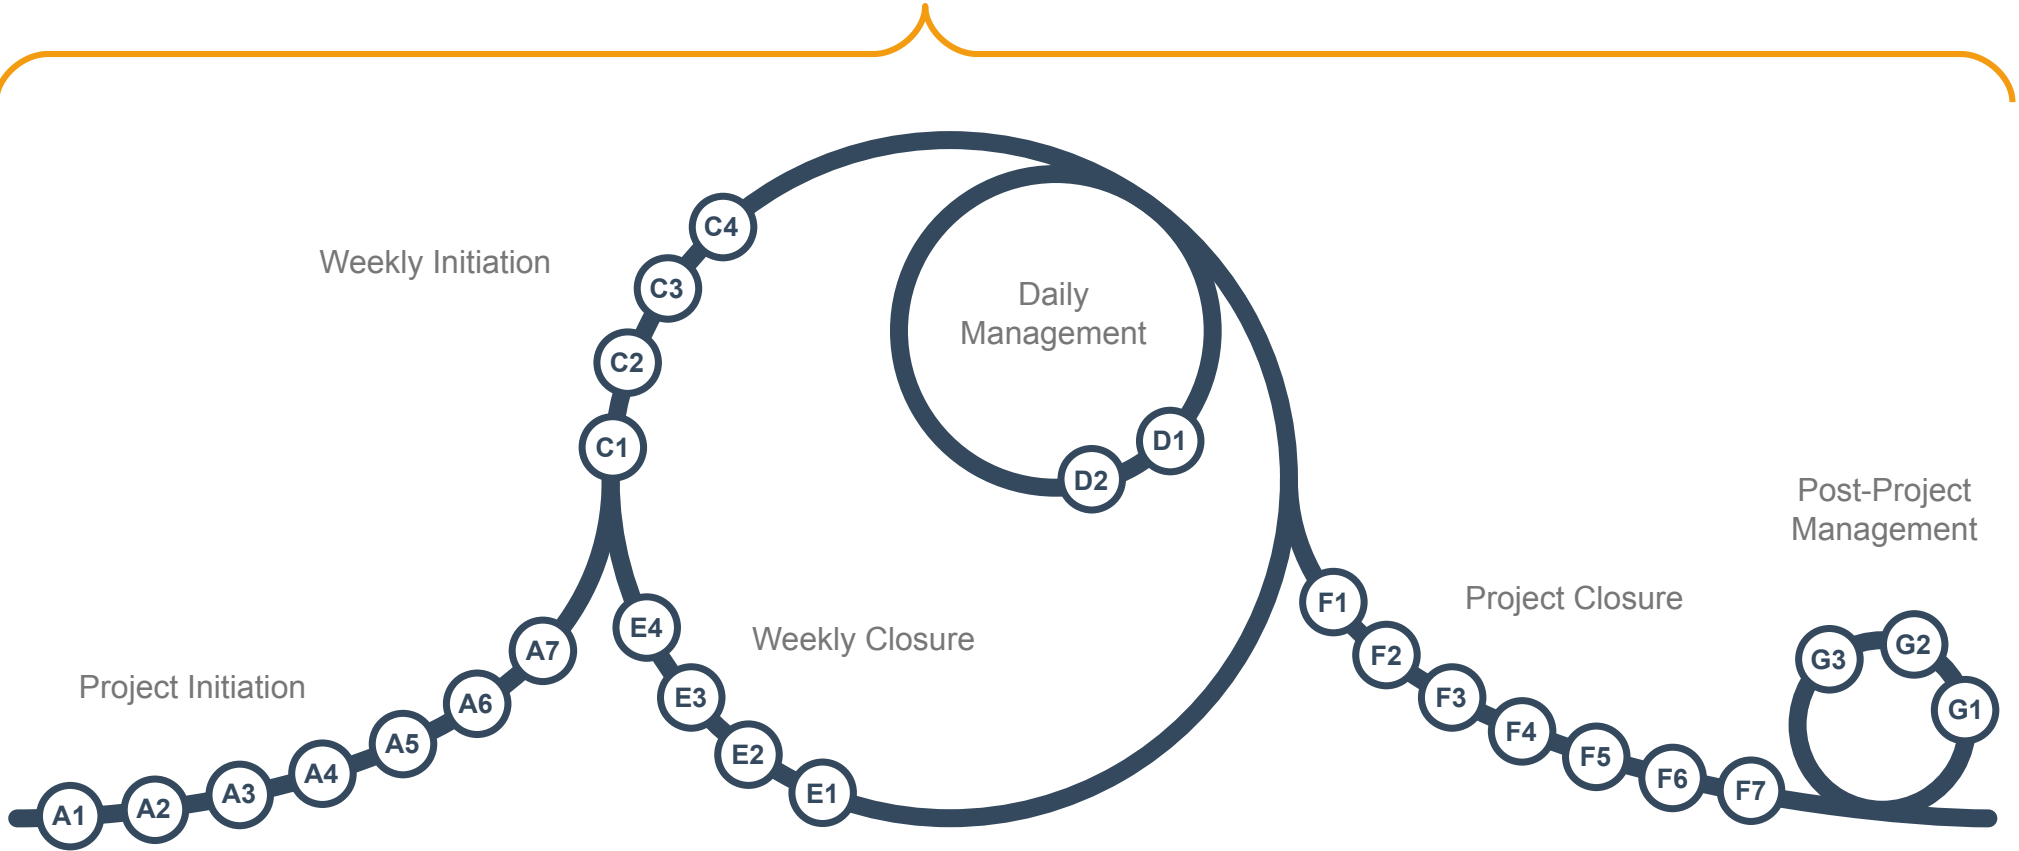 Project Initiation
A1
A2
A3
A4
A5
A6
A7
Weekly Initiation
C1
C2
C3
C4
Daily
Management
D1
D2
Weekly Closure
E1
E2
E3
E4
Project Closure
F1
F2
F3
F4
F5
F6
F7
Post-Project
Management
G1
G2
G3